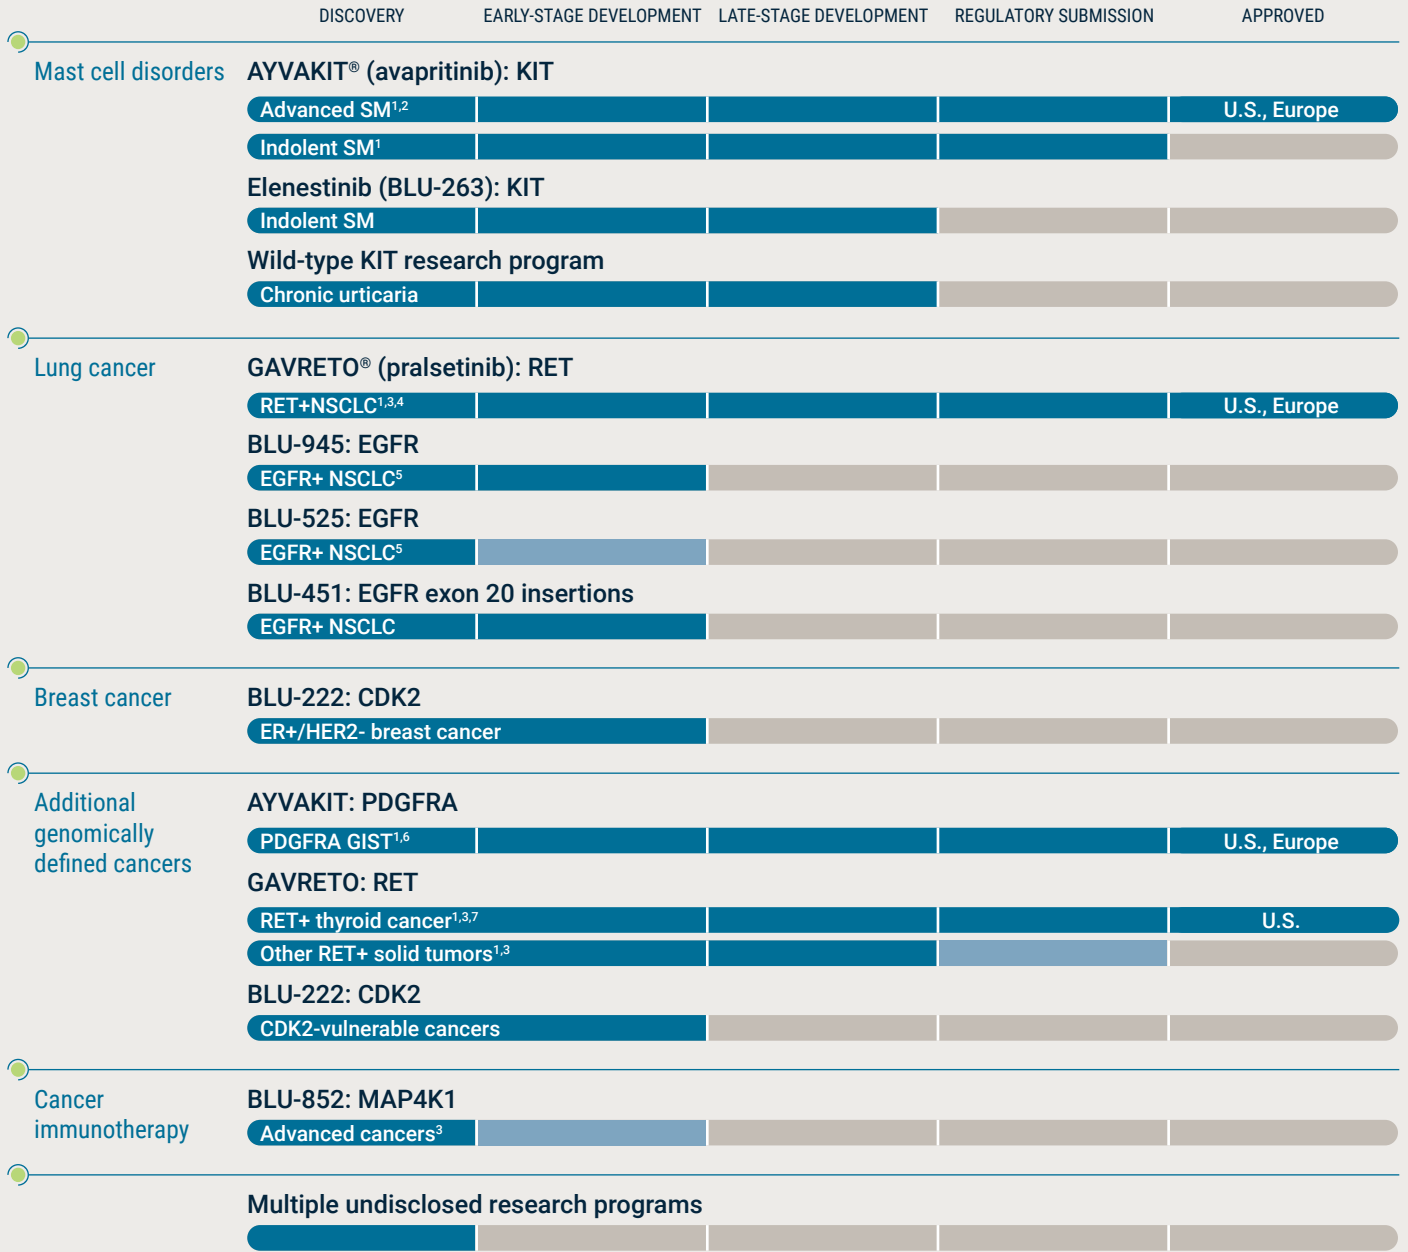 DISCOVERY EARLY-STAGE DEVELOPMENT LATE-STAGE DEVELOPMENT REGULATORY SUBMISSION APPROVED
Mast cell disorders
AYVAKIT® (avapritinib): KIT
Advanced SM1,2 U.S., Europe
Indolent SM1
Elenestinib (BLU-263): KIT
Indolent SM
Wild-type KIT research program
Chronic urticaria
Lung cancer
GAVRETO® (pralsetinib): RET
RET+NSCLC1,3,4 U.S., Europe
BLU-945: EGFR
EGFR+ NSCLC5
BLU-525: EGFR
EGFR+ NSCLC5
BLU-451: EGFR exon 20 insertions
EGFR+ NSCLC
Breast cancer
BLU-222: CDK2
ER+/HER2- breast cancer
Additional
genomically
defined cancers
AYVAKIT: PDGFRA
PDGFRA GIST1,6 U.S., Europe
GAVRETO: RET
RET+ thyroid cancer1,3,7 U.S.
Other RET+ solid tumors1,3
BLU-222: CDK2
CDK2-vulnerable cancers
Cancer
immunotherapy
BLU-852: MAP4K1
Advanced cancers3
Multiple undisclosed research programs